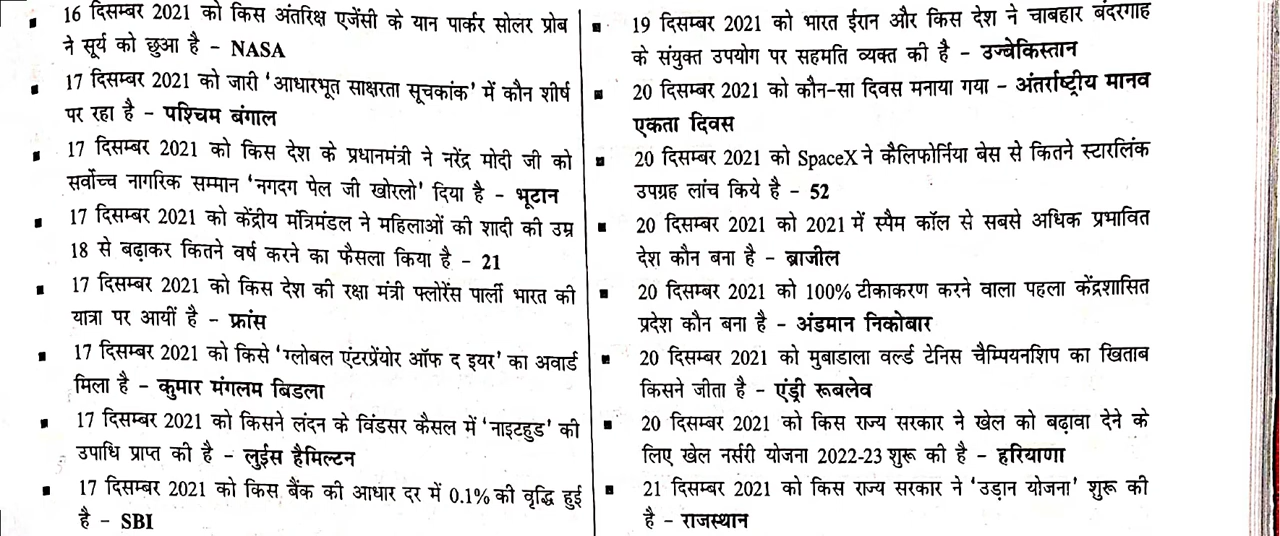 ▪ 16 दिसम्बर 2021 को किस अंतरिक्ष एजेंसी के यान पार्कर सोलर प्रोब
ने सूर्य को छुआ है – NASA
▪ 17 दिसम्बर 2021 को जारी 'आधारभूत साक्षरता सूचकांक' में कौन शीर्ष
पर रहा है – पश्चिम बंगाल
▪ 17 दिसम्बर 2021 को किस देश के प्रधानमंत्री ने नरेंद्र मोदी जी को
सर्वोच्च नागरिक सम्मान 'नगदग पेल जी खोरलो' दिया है – भूटान
▪ 17 दिसम्बर 2021 को केंद्रीय मंत्रिमंडल ने महिलाओं की शादी की उम्र
18 से बढ़ाकर कितने वर्ष करने का फैसला किया है – 21
▪ 17 दिसम्बर 2021 को किस देश की रक्षा मंत्री फ्लोरेंस पार्ली भारत की
यात्रा पर आयीं है – फ्रांस
▪ 17 दिसम्बर 2021 को किसे 'ग्लोबल एंटरप्रेंयोर ऑफ द इयर' का अवार्ड
मिला है – कुमार मंगलम बिडला
▪ 17 दिसम्बर 2021 को किसने लंदन के विंडसर कैसल में 'नाइटहुड' की
उपाधि प्राप्त की है – लुईस हैमिल्टन
▪ 17 दिसम्बर 2021 को किस बैंक की आधार दर में 0.1% की वृद्धि हुई
है – SBI
▪ 19 दिसम्बर 2021 को भारत ईरान और किस देश ने चाबहार बंदरगाह
के संयुक्त उपयोग पर सहमति व्यक्त की है – उज्बेकिस्तान
▪ 20 दिसम्बर 2021 को कौन-सा दिवस मनाया गया – अंतर्राष्ट्रीय मानव
एकता दिवस
▪ 20 दिसम्बर 2021 को SpaceX ने कैलिफोर्निया बेस से कितने स्टारलिंक
उपग्रह लांच किये है – 52
▪ 20 दिसम्बर 2021 को 2021 में स्पैम कॉल से सबसे अधिक प्रभावित
देश कौन बना है – ब्राजील
▪ 20 दिसम्बर 2021 को 100% टीकाकरण करने वाला पहला केंद्रशासित
प्रदेश कौन बना है – अंडमान निकोबार
▪ 20 दिसम्बर 2021 को मुबाडाला वर्ल्ड टेनिस चैम्पियनशिप का खिताब
किसने जीता है – एंड्री रूबलेव
▪ 20 दिसम्बर 2021 को किस राज्य सरकार ने खेल को बढ़ावा देने के
लिए खेल नर्सरी योजना 2022-23 शुरू की है – हरियाणा
▪ 21 दिसम्बर 2021 को किस राज्य सरकार ने 'उड़ान योजना' शुरू की
है – राजस्थान